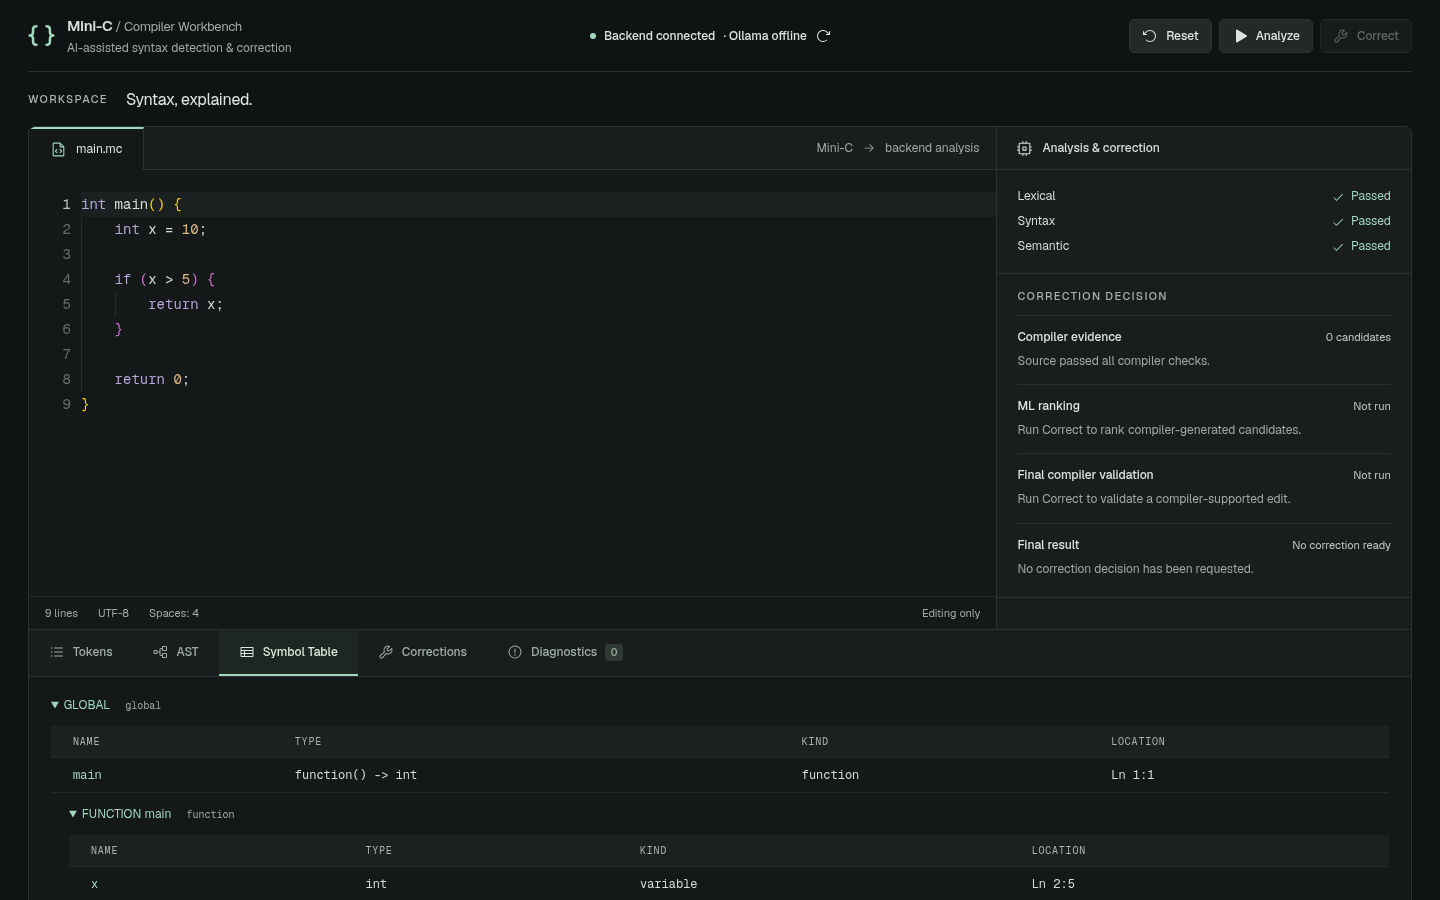 { } Mini-C / Compiler Workbench
AI-assisted syntax detection & correction
Backend connected · Ollama offline
Reset
Analyze
Correct
WORKSPACE Syntax, explained.
main.mc
Mini-C → backend analysis
1 int main() {
2     int x = 10;
3
4     if (x > 5) {
5         return x;
6     }
7
8     return 0;
9 }
9 lines UTF-8 Spaces: 4 Editing only
Analysis & correction
Lexical ✓ Passed
Syntax ✓ Passed
Semantic ✓ Passed
CORRECTION DECISION
Compiler evidence 0 candidates
Source passed all compiler checks.
ML ranking Not run
Run Correct to rank compiler-generated candidates.
Final compiler validation Not run
Run Correct to validate a compiler-supported edit.
Final result No correction ready
No correction decision has been requested.
Tokens AST Symbol Table Corrections Diagnostics 0
▼ GLOBAL global
NAME TYPE KIND LOCATION
main function() -> int function Ln 1:1
▼ FUNCTION main function
NAME TYPE KIND LOCATION
x int variable Ln 2:5